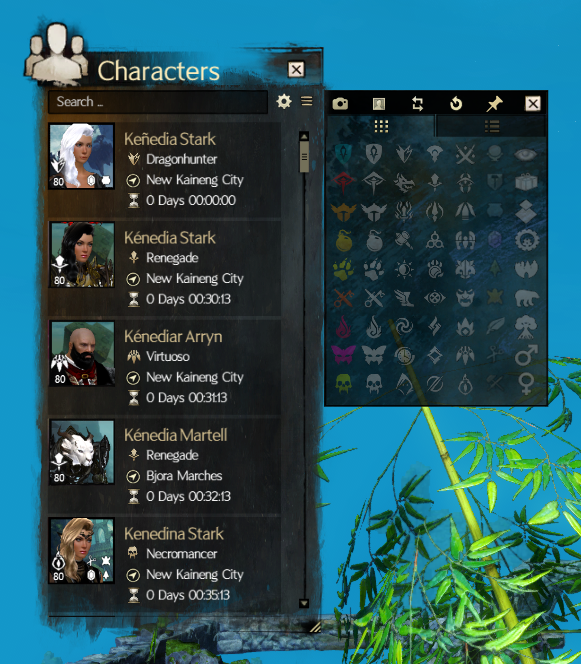 Characters
Search ...
Keñedia Stark
80
Dragonhunter
New Kaineng City
0 Days 00:00:00
Kénedia Stark
80
Renegade
New Kaineng City
0 Days 00:30:13
Kénediar Arryn
80
Virtuoso
New Kaineng City
0 Days 00:31:13
Kénedia Martell
80
Renegade
Bjora Marches
0 Days 00:32:13
Kenedina Stark
80
Necromancer
New Kaineng City
0 Days 00:35:13